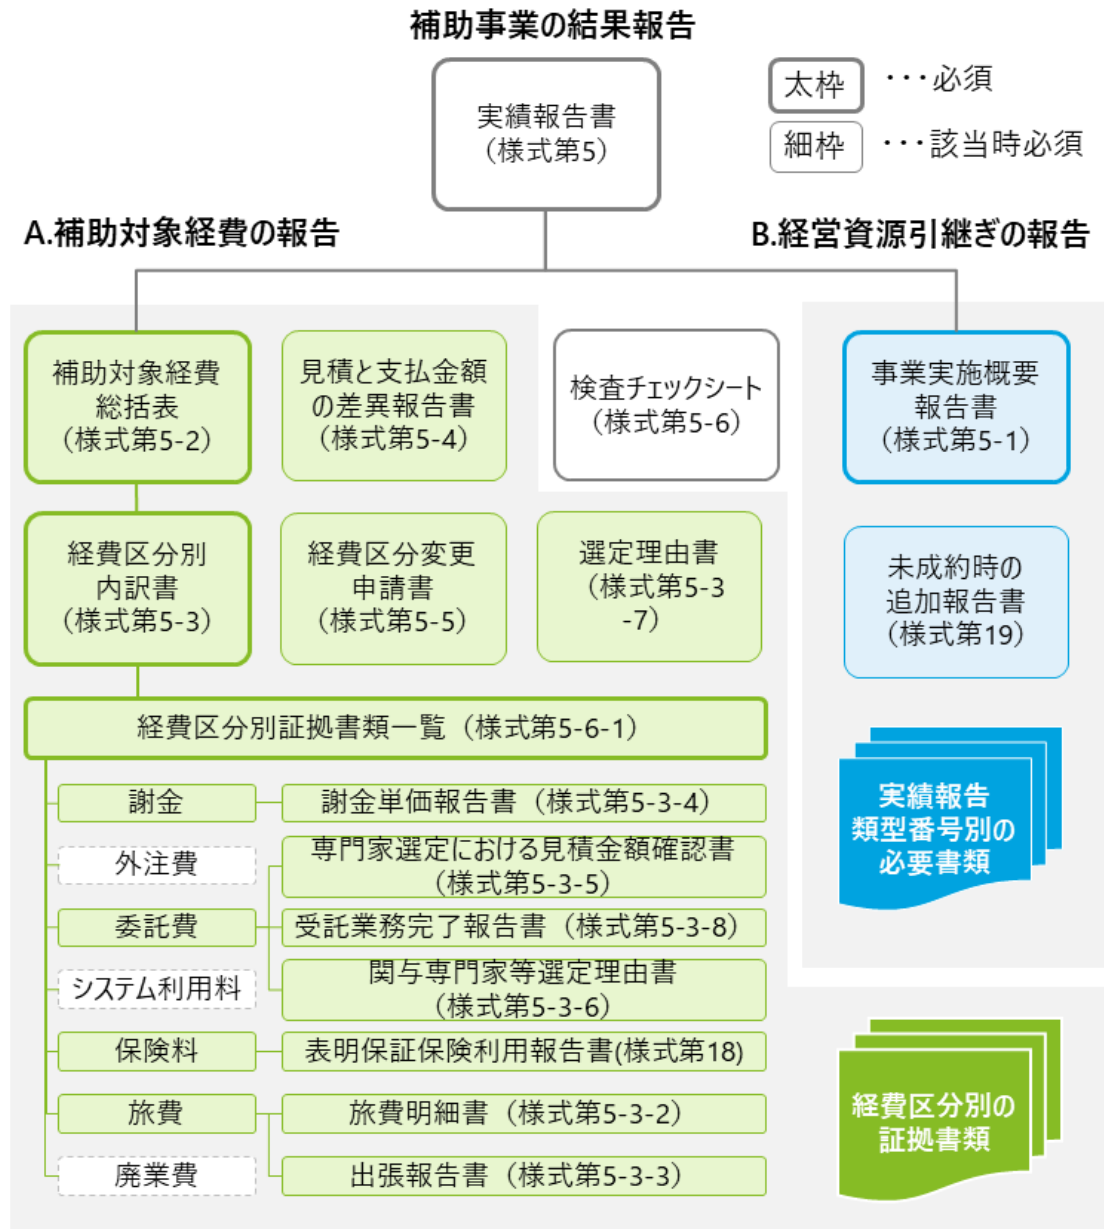 補助事業の結果報告
実績報告書
(様式第5)
太枠
・・・必須
細枠
・・・該当時必須
A.補助対象経費の報告
B.経営資源引継ぎの報告
補助対象経費
総括表
（様式第5-2）
見積と支払金額
の差異報告書
（様式第5-4）
検査チェックシート
（様式第5-6）
事業実施概要
報告書
（様式第5-1）
経費区分別
内訳書
（様式第5-3）
経費区分変更
申請書
（様式第5-5）
選定理由書
（様式第5-3
-7）
未成約時の
追加報告書
（様式第19）
経費区分別証拠書類一覧（様式第5-6-1）
実績報告
類型番号別の
必要書類
謝金
謝金単価報告書（様式第5-3-4）
外注費
専門家選定における見積金額確認書
（様式第5-3-5）
委託費
受託業務完了報告書（様式第5-3-8）
システム利用料
関与専門家等選定理由書
（様式第5-3-6）
保険料
表明保証保険利用報告書(様式第18)
旅費
旅費明細書（様式第5-3-2）
廃業費
出張報告書（様式第5-3-3）
経費区分別の
証拠書類